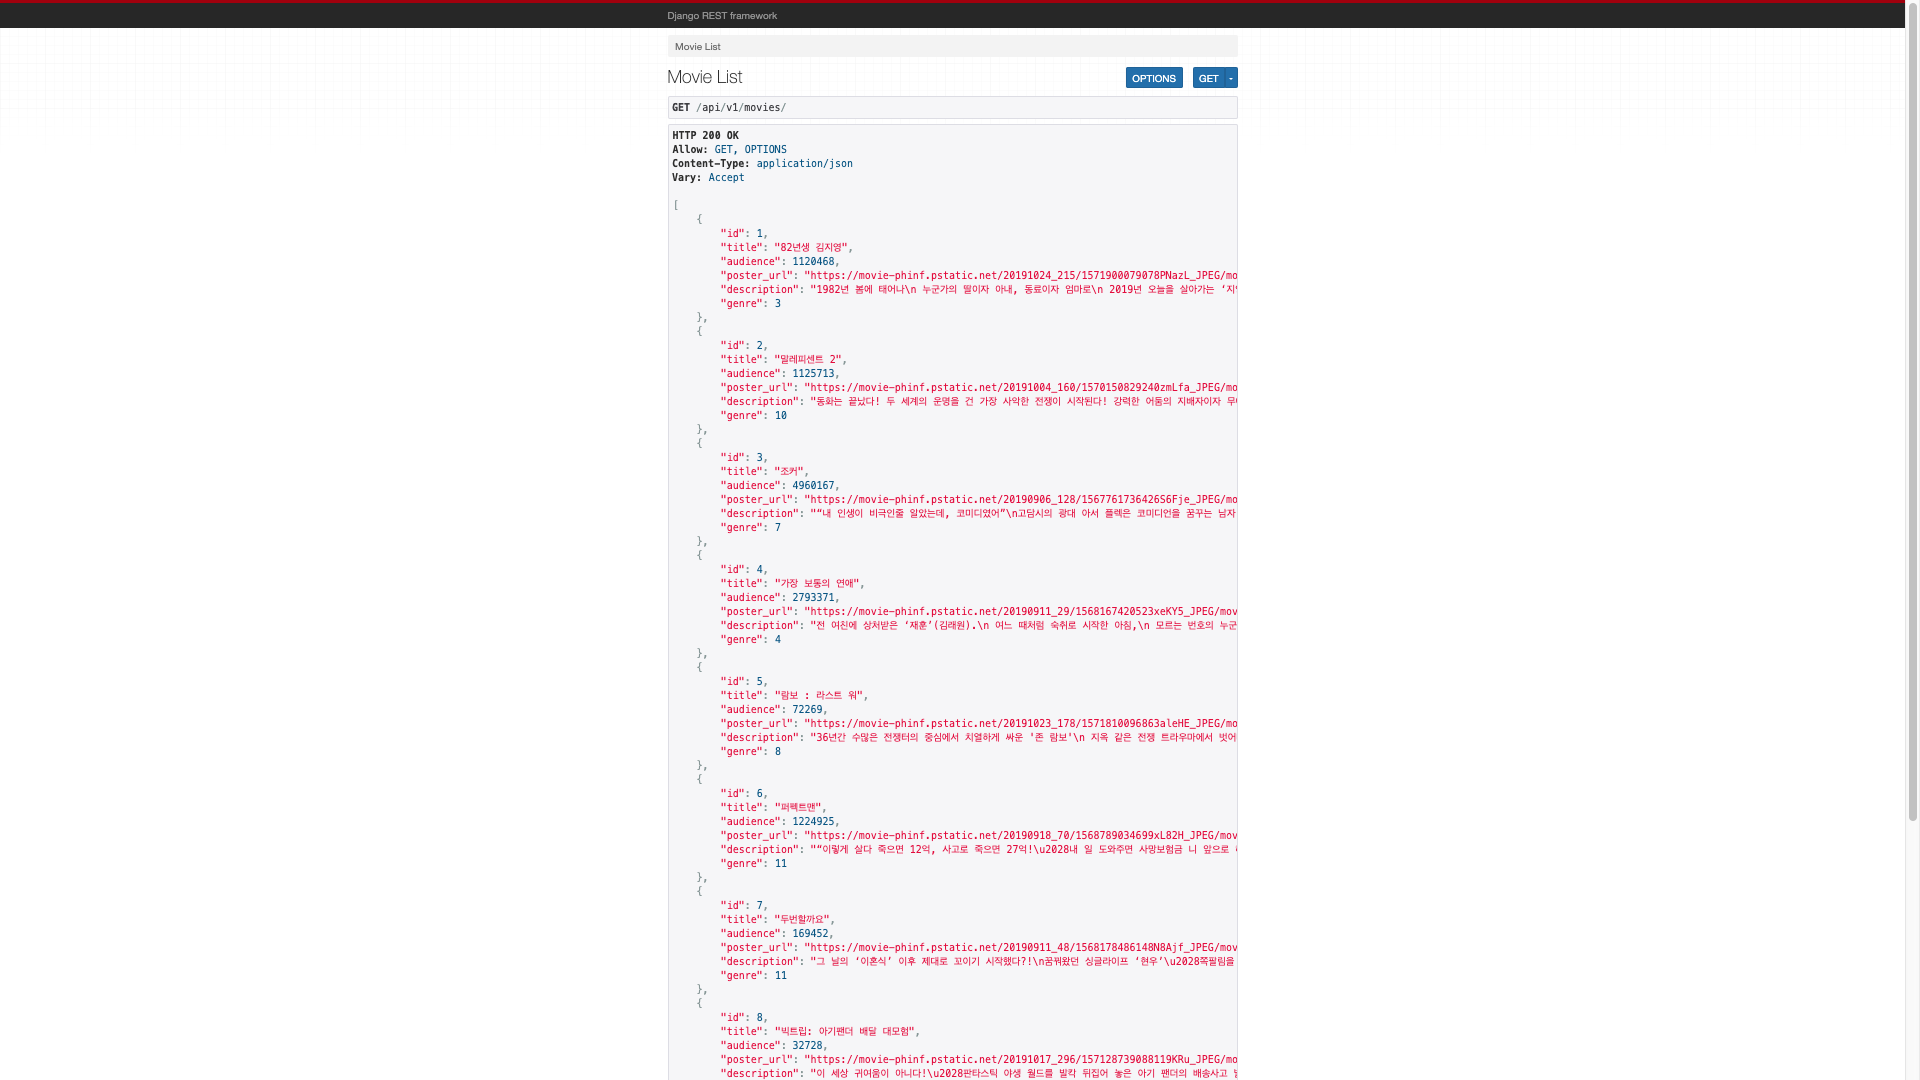 Django REST framework
Movie List
Movie List
OPTIONS GET
GET /api/v1/movies/
HTTP 200 OK
Allow: GET, OPTIONS
Content-Type: application/json
Vary: Accept
[
{
"id": 1,
"title": "82년생 김지영",
"audience": 1120468,
"poster_url": "https://movie-phinf.pstatic.net/20191024_215/1571900079078PNazL_JPEG/mo
"description": "1982년 봄에 태어나\n 누군가의 딸이자 아내, 동료이자 엄마로\n 2019년 오늘을 살아가는 ‘지
"genre": 3
},
{
"id": 2,
"title": "말레피센트 2",
"audience": 1125713,
"poster_url": "https://movie-phinf.pstatic.net/20191004_160/1570150829240zmLfa_JPEG/mo
"description": "동화는 끝났다! 두 세계의 운명을 건 가장 사악한 전쟁이 시작된다! 강력한 어둠의 지배자이자
"genre": 10
},
{
"id": 3,
"title": "조커",
"audience": 4960167,
"poster_url": "https://movie-phinf.pstatic.net/20190906_128/1567761736426S6Fje_JPEG/mo
"description": "“내 인생이 비극인줄 알았는데, 코미디였어”\n고담시의 광대 아서 플렉은 코미디언을 꿈꾸는 남자
"genre": 7
},
{
"id": 4,
"title": "가장 보통의 연애",
"audience": 2793371,
"poster_url": "https://movie-phinf.pstatic.net/20190911_29/1568167420523xeKY5_JPEG/mov
"description": "전 여친에 상처받은 ‘재훈’(김래원).\n 어느 때처럼 숙취로 시작한 아침,\n 모르는 번호의 누군
"genre": 4
},
{
"id": 5,
"title": "람보 : 라스트 워",
"audience": 72269,
"poster_url": "https://movie-phinf.pstatic.net/20191023_178/1571810096863aleHE_JPEG/mo
"description": "36년간 수많은 전쟁터의 중심에서 치열하게 싸운 '존 람보'\n 지옥 같은 전쟁 트라우마에서 벗어
"genre": 8
},
{
"id": 6,
"title": "퍼펙트맨",
"audience": 1224925,
"poster_url": "https://movie-phinf.pstatic.net/20190918_70/1568789034699xL82H_JPEG/mov
"description": "“이렇게 살다 죽으면 12억, 사고로 죽으면 27억!\u2028내 일 도와주면 사망보험금 니 앞으로
"genre": 11
},
{
"id": 7,
"title": "두번할까요",
"audience": 169452,
"poster_url": "https://movie-phinf.pstatic.net/20190911_48/1568178486148N8Ajf_JPEG/mov
"description": "그 날의 ‘이혼식’ 이후 제대로 꼬이기 시작했다?!\n꿈꿔왔던 싱글라이프 ‘현우’\u2028쪽팔림을
"genre": 11
},
{
"id": 8,
"title": "빅트립: 아기팬더 배달 대모험",
"audience": 32728,
"poster_url": "https://movie-phinf.pstatic.net/20191017_296/157128739088119KRu_JPEG/mo
"description": "이 세상 귀여움이 아니다!\u2028판타스틱 야생 월드를 발칵 뒤집어 놓은 아기 팬더의 배송사고